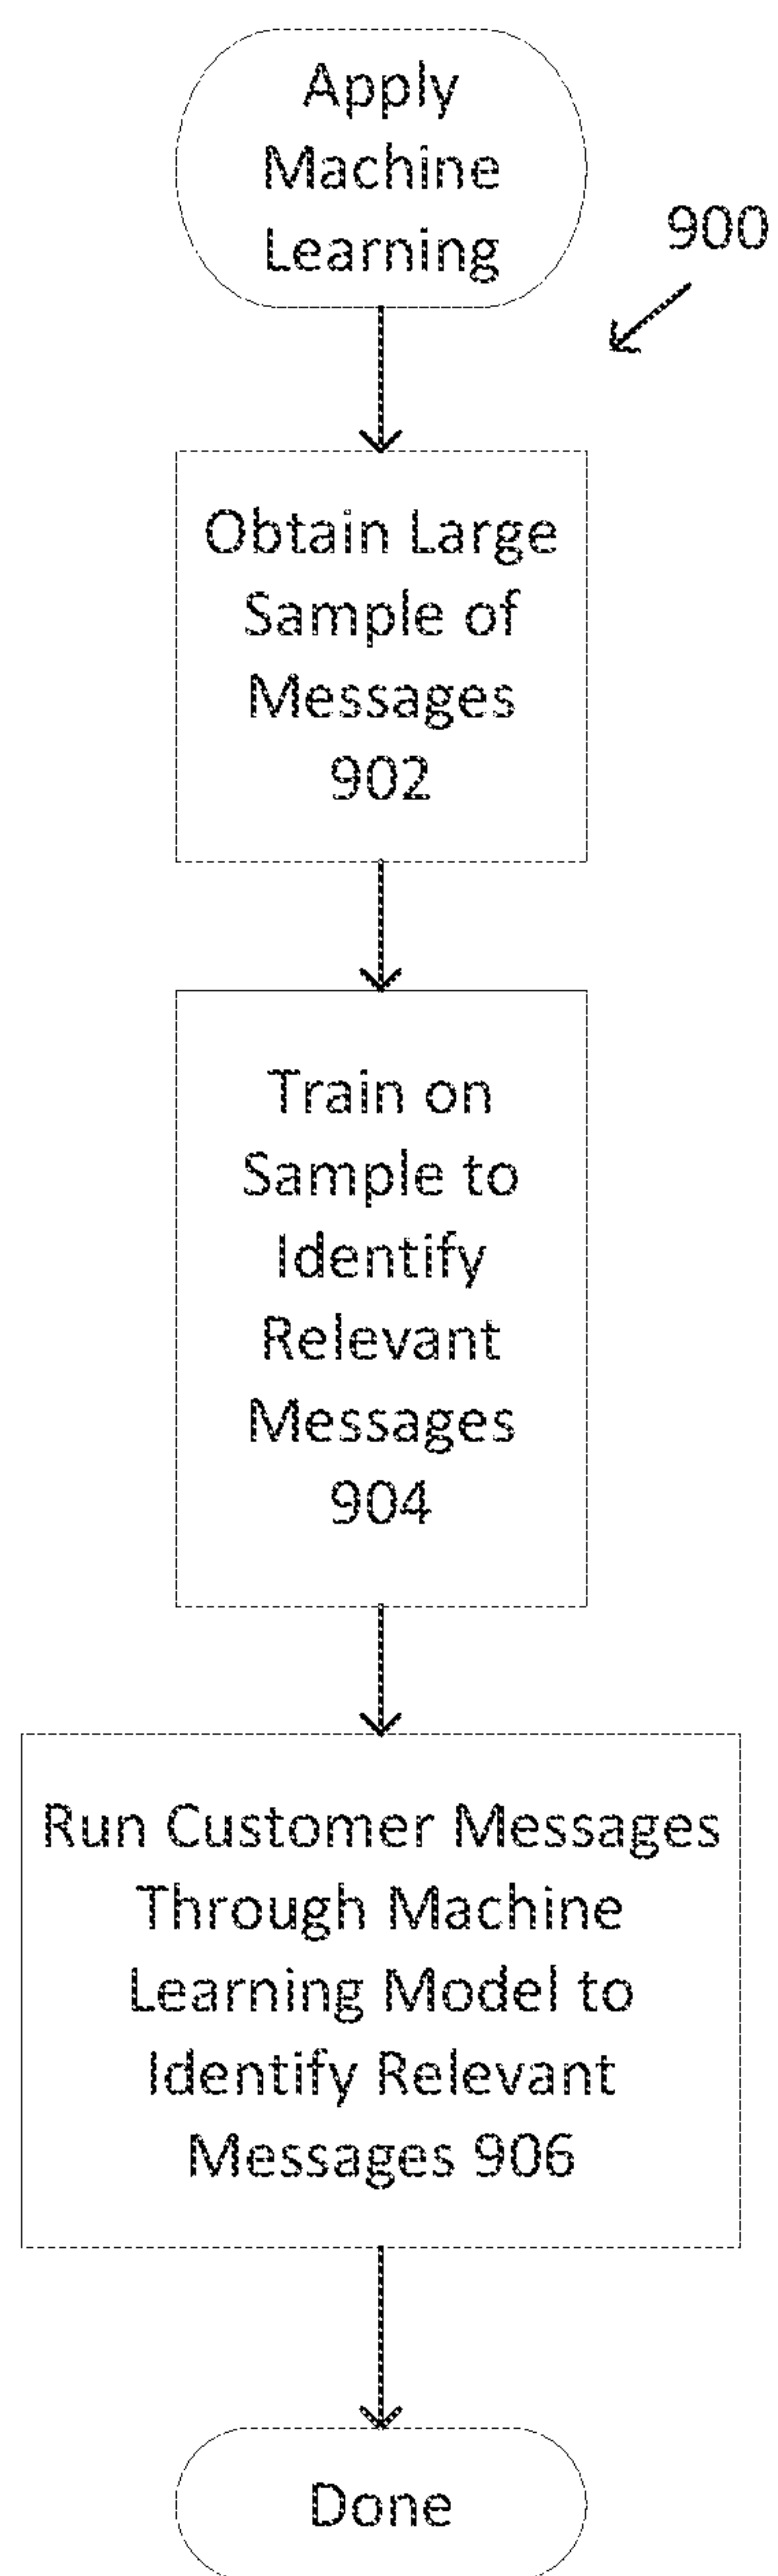 Apply
Machine
Learning
900
Obtain Large
Sample of
Messages
902
Train on
Sample to
Identify
Relevant
Messages
904
Run Customer Messages
Through Machine
Learning Model to
Identify Relevant
Messages 906
Done